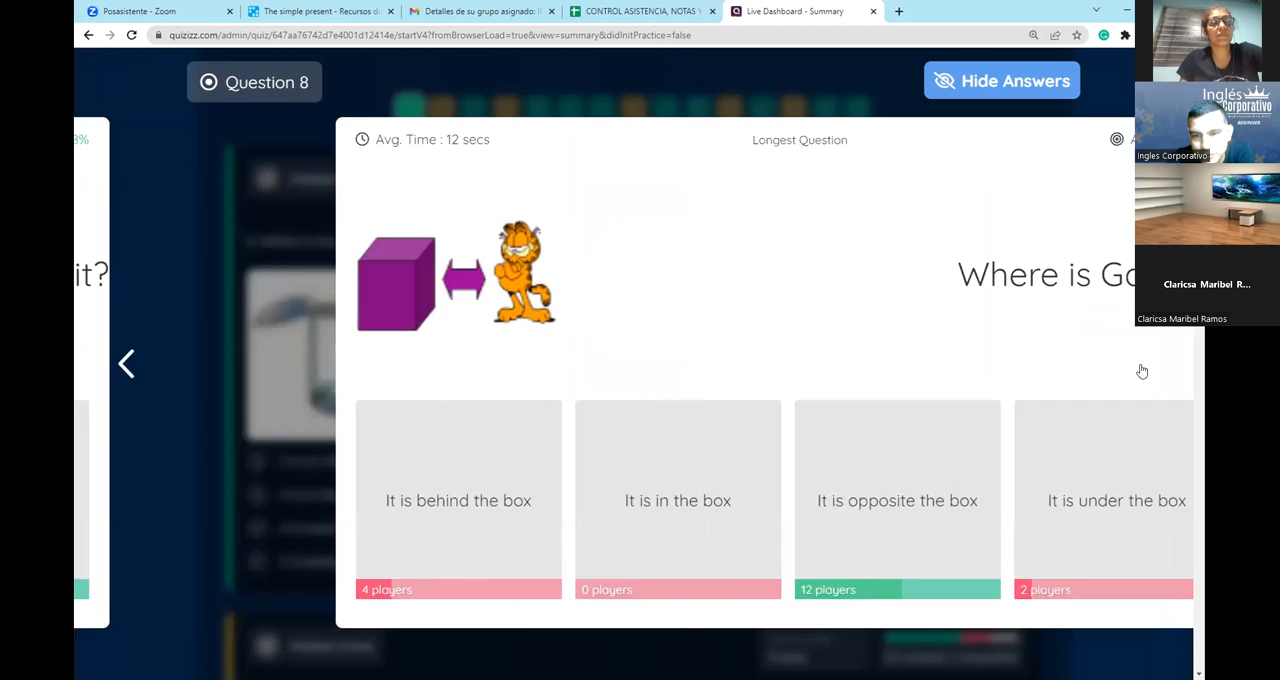 Posasistente - Zoom
The simple present - Recursos d
Detalles de su grupo asignado: I
CONTROL ASISTENCIA, NOTAS Y
Live Dashboard - Summary
quizizz.com/admin/quiz/647aa76742d7e4001d12414e/startV4?fromBrowserLoad=true&view=summary&didInitPractice=false
Question 8
Hide Answers
Inglés
Corporativo
BEGINNER
Ingles Corporativo
Claricsa Maribel R...
Claricsa Maribel Ramos
3%
Avg. Time : 12 secs
Longest Question
it?
Where is Ga
It is behind the box
It is in the box
It is opposite the box
It is under the box
4 players
0 players
12 players
2 players